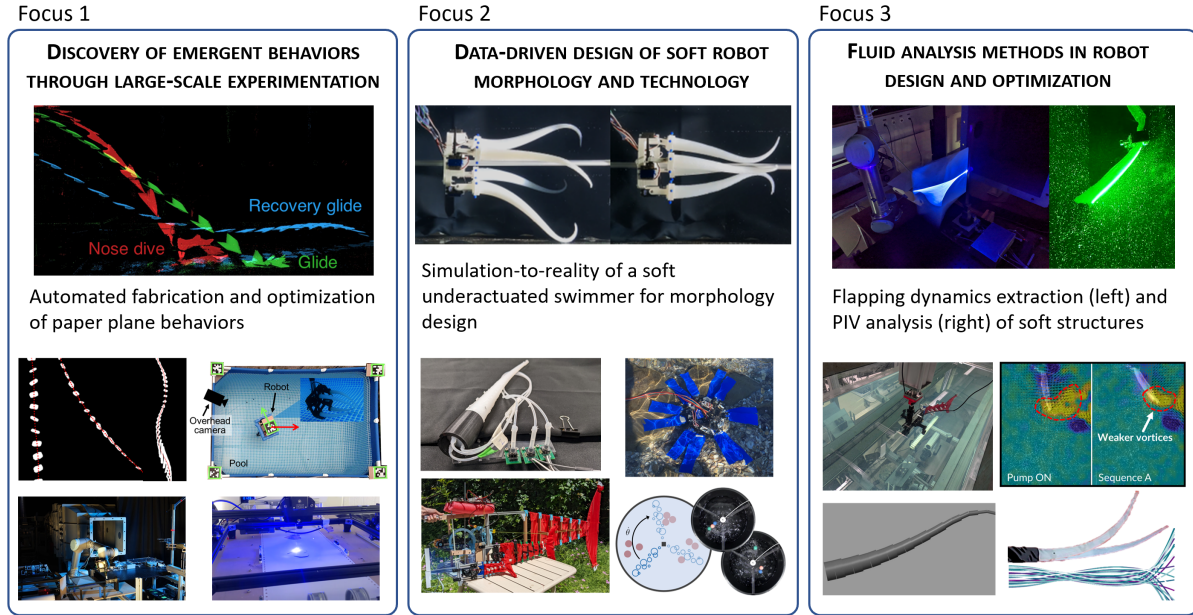 Focus 1
DISCOVERY OF EMERGENT BEHAVIORS
THROUGH LARGE-SCALE EXPERIMENTATION
Recovery glide
Nose dive
Glide
Automated fabrication and optimization
of paper plane behaviors
Robot
Overhead
camera
Pool
Focus 2
DATA-DRIVEN DESIGN OF SOFT ROBOT
MORPHOLOGY AND TECHNOLOGY
Simulation-to-reality of a soft
underactuated swimmer for morphology
design
Focus 3
FLUID ANALYSIS METHODS IN ROBOT
DESIGN AND OPTIMIZATION
Flapping dynamics extraction (left) and
PIV analysis (right) of soft structures
Weaker vortices
Pump ON
Sequence A